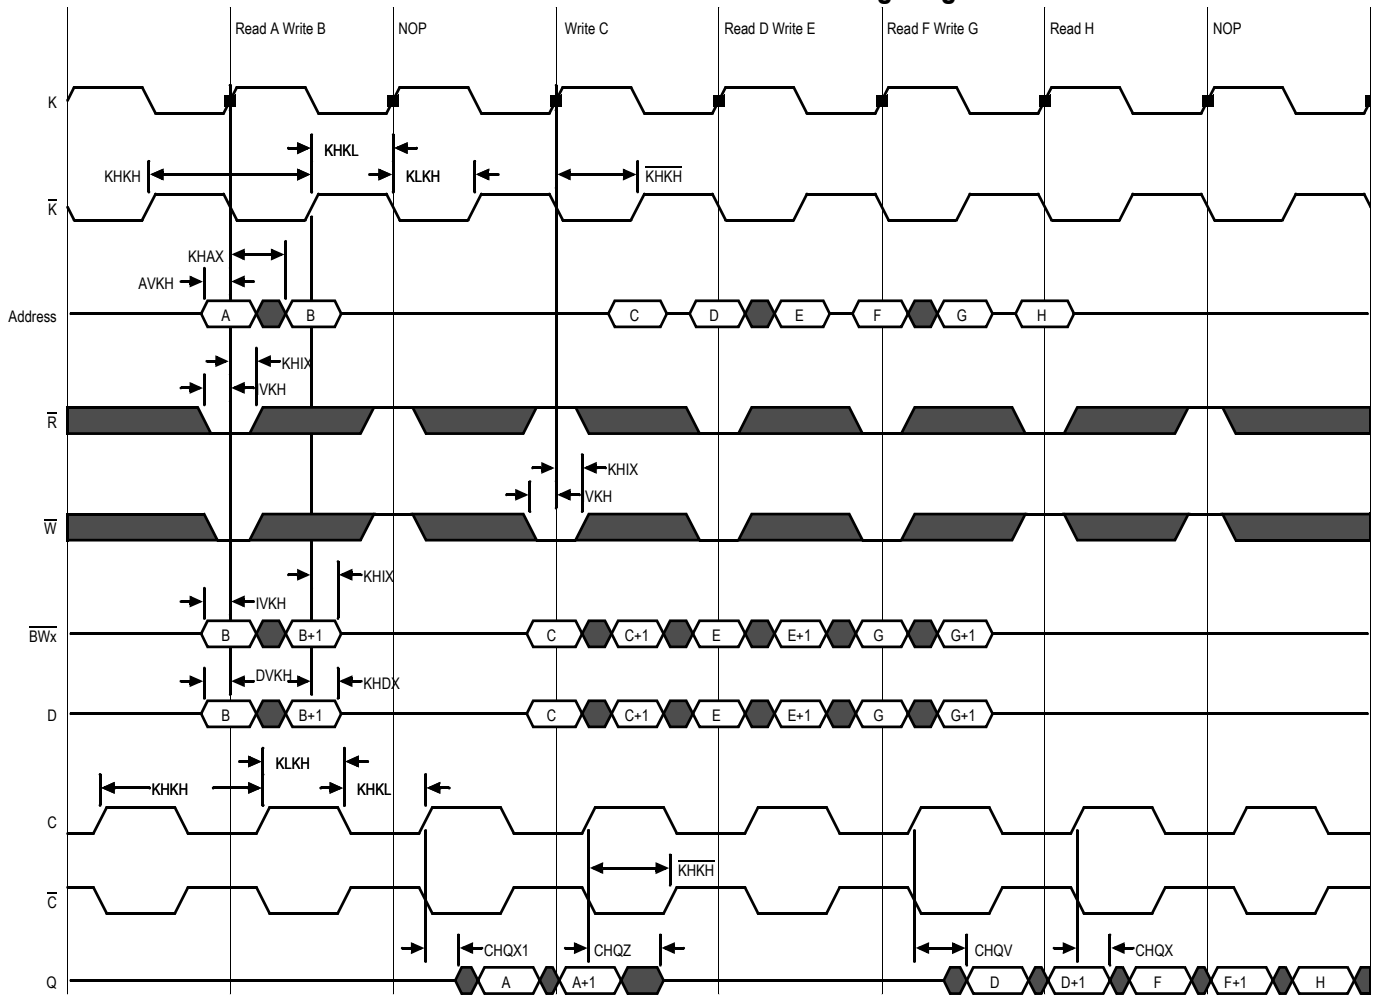 Read A Write B NOP Write C Read D Write E Read F Write G Read H NOP
K
KHKL
KHKH KLKH KHKH
K
KHAX
AVKH
Address A B C D E F G H
KHIX
IVKH
R
KHIX
VKH
W
KHIX
IVKH
BWx B B+1 C C+1 E E+1 G G+1
DVKH KHDX
D B B+1 C C+1 E E+1 G G+1
KLKH
KHKH KHKL
C
KHKH
C
CHQX1 CHQZ CHQV CHQX
Q A A+1 D D+1 F F+1 H